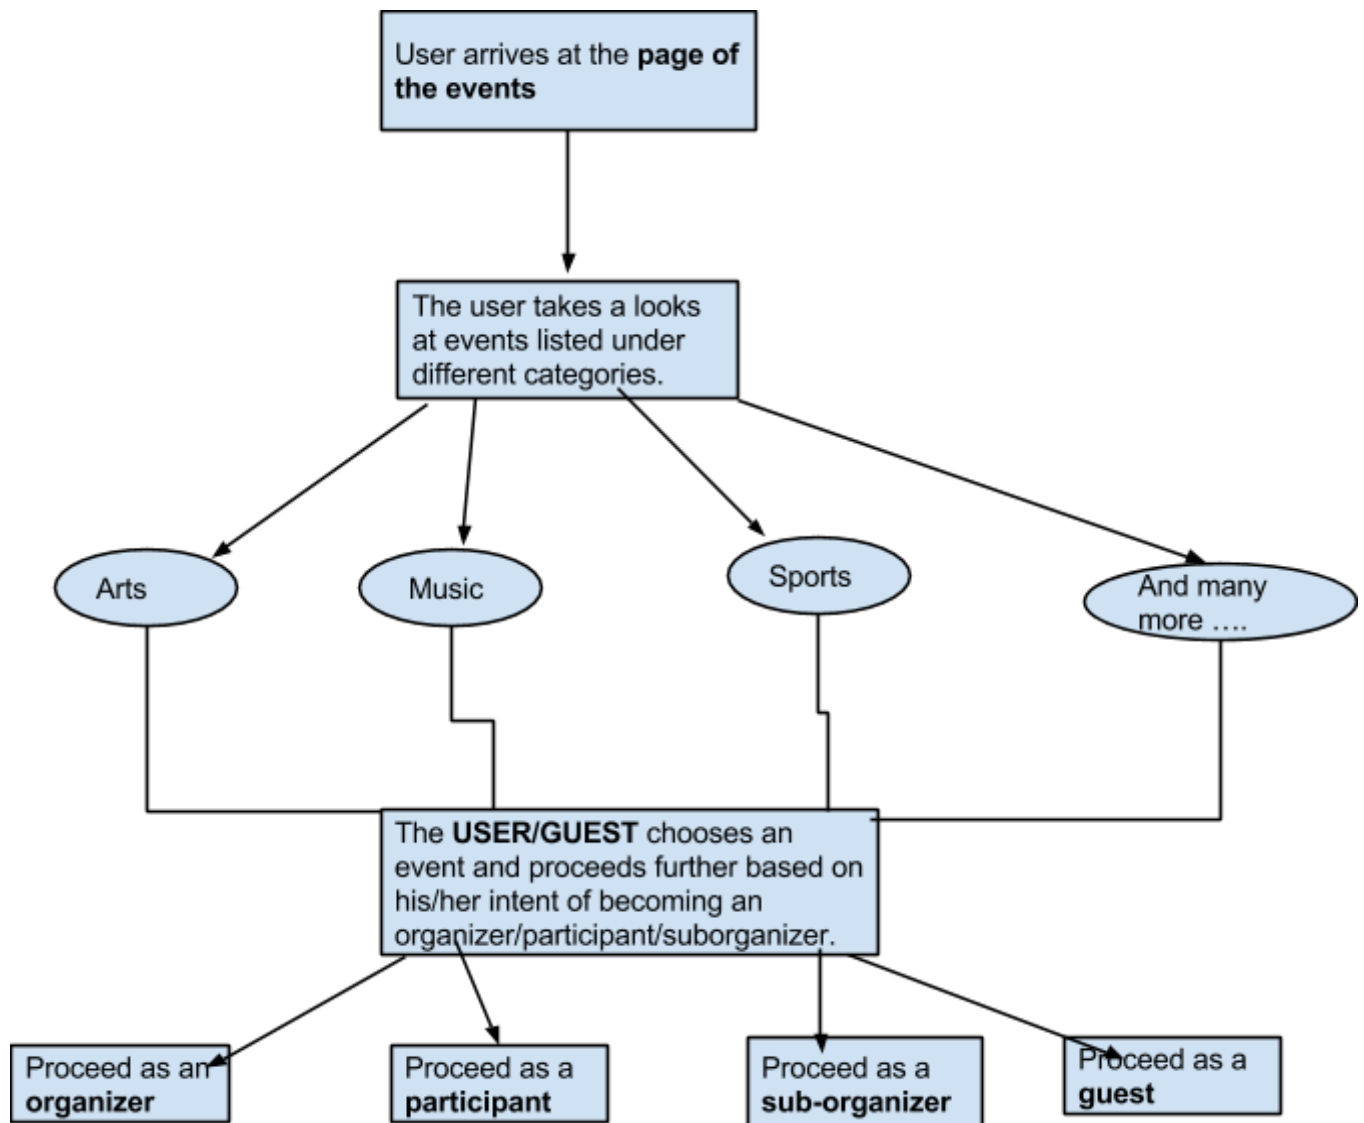 User arrives at the page of
the events
The user takes a looks
at events listed under
different categories.
Arts
Music
Sports
And many
more ....
The USER/GUEST chooses an
event and proceeds further based on
his/her intent of becoming an
organizer/participant/suborganizer.
Proceed as an
organizer
Proceed as a
participant
Proceed as a
sub-organizer
Proceed as a
guest